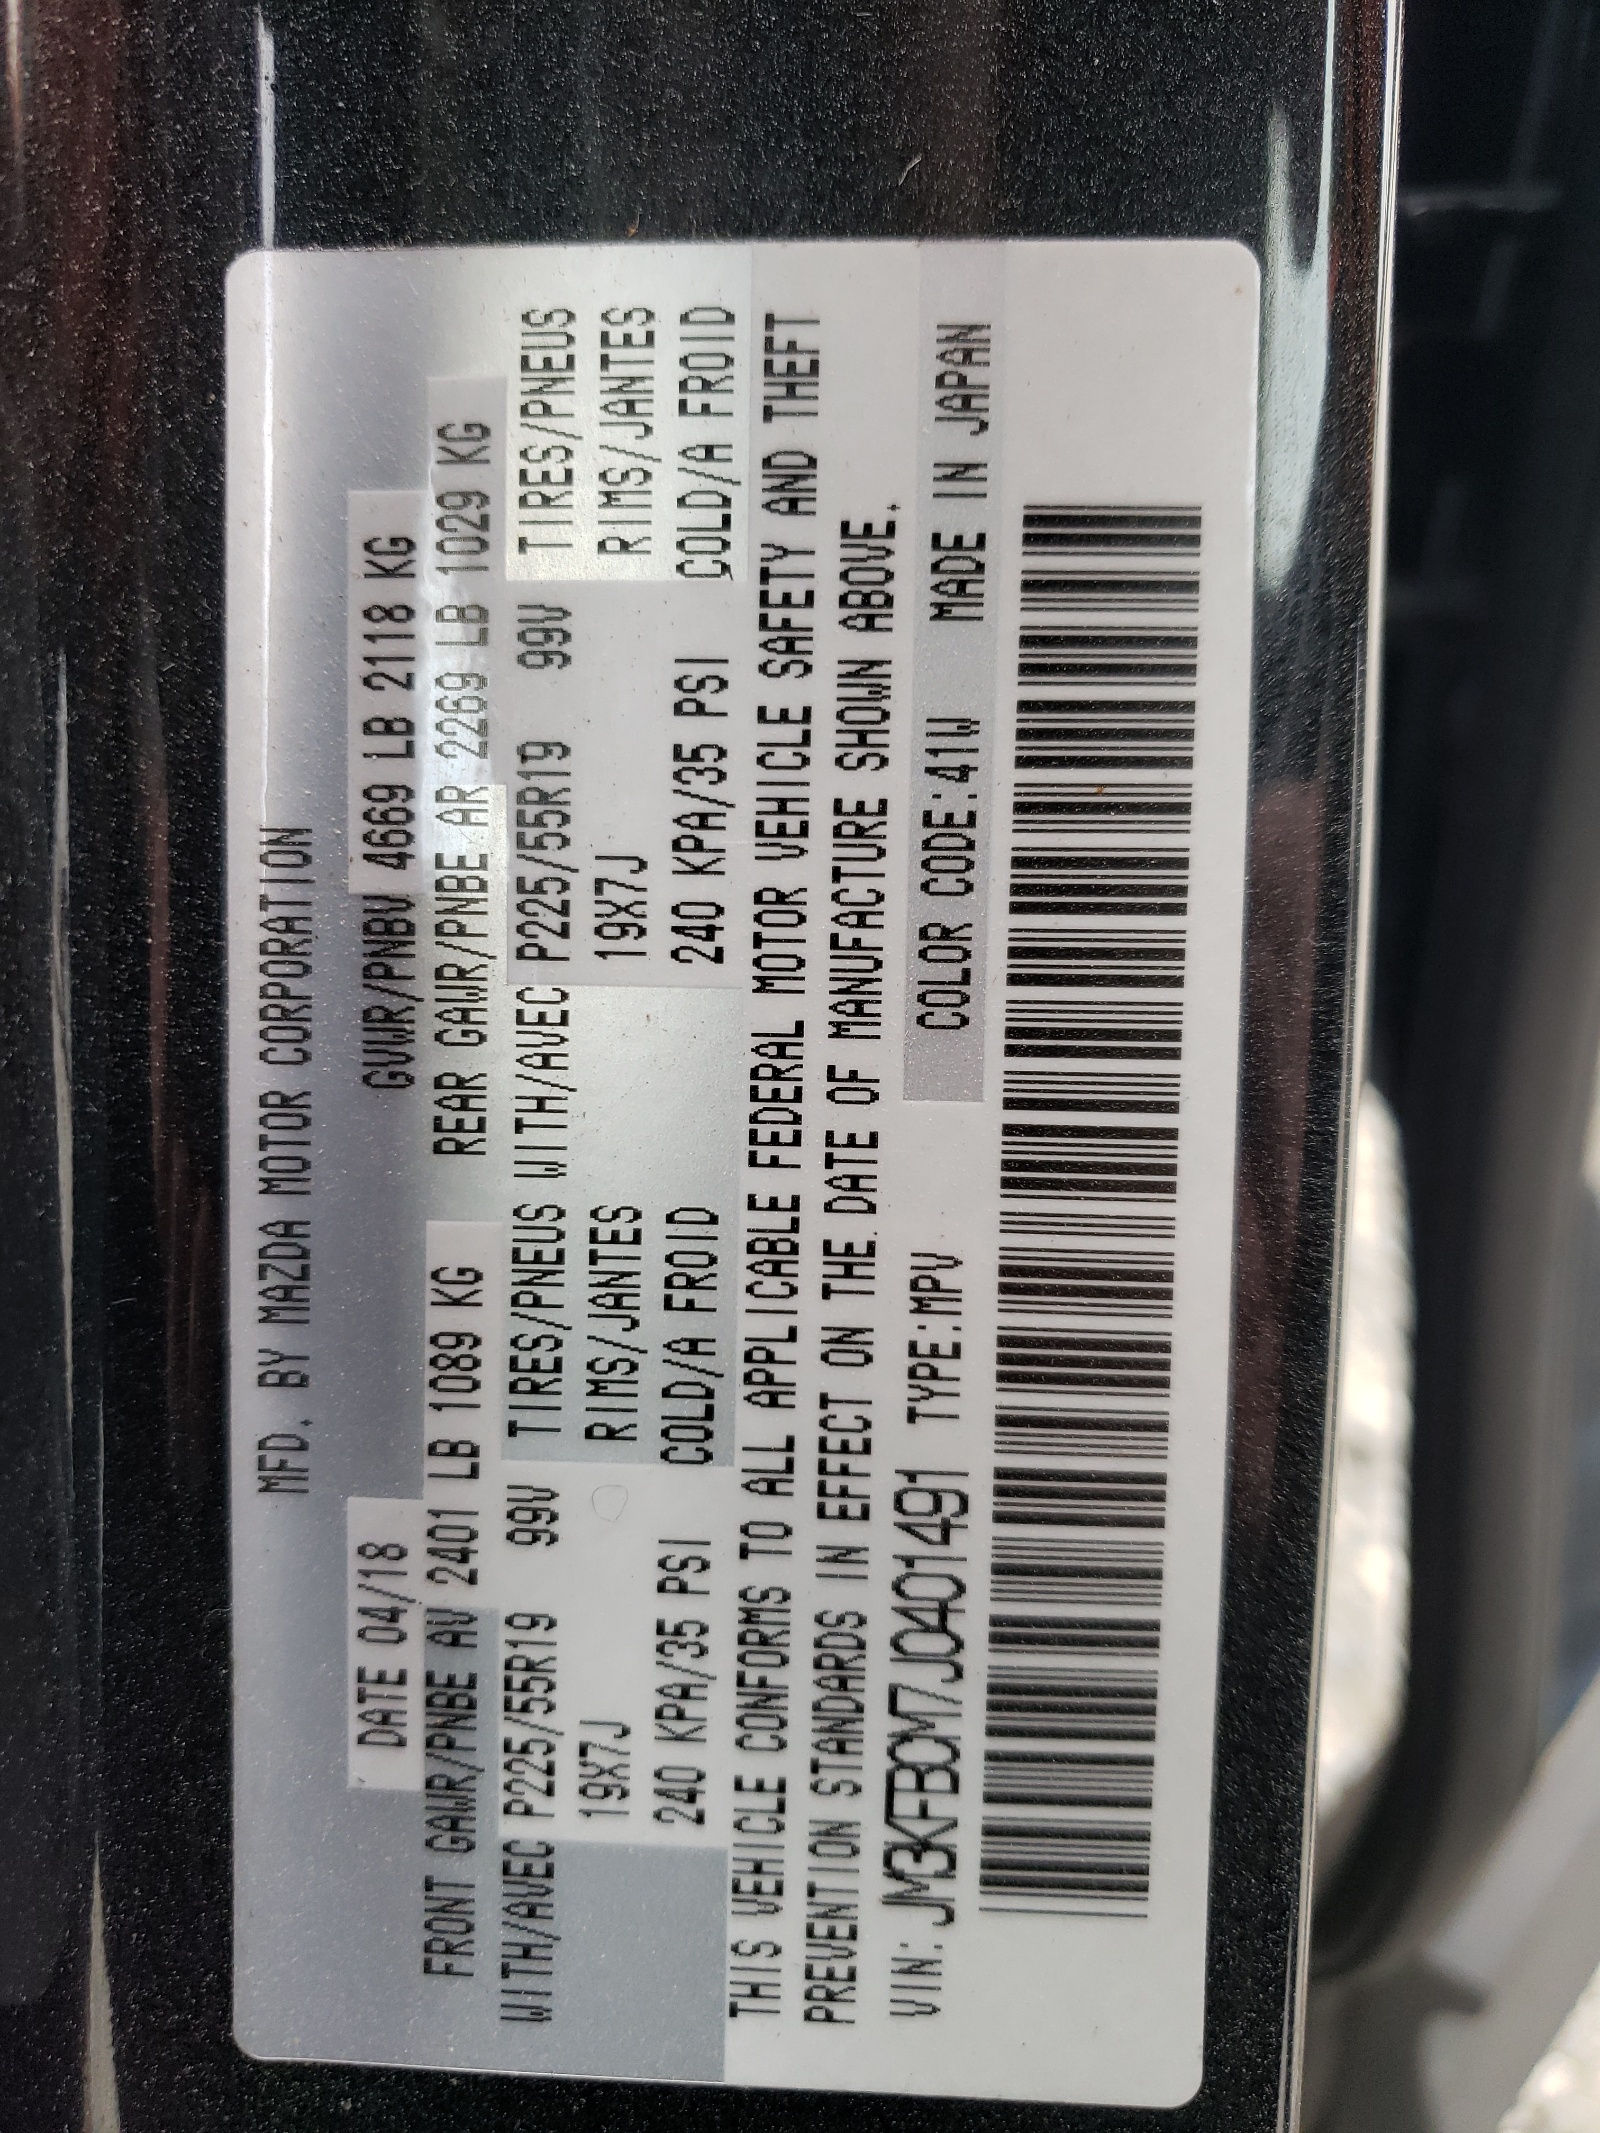 MFD. BY MAZDA MOTOR CORPORATION
DATE 04/18 GVWR/PNBV 4669 LB 2118 KG
FRONT GAWR/PNBE AV 2401 LB 1089 KG REAR GAWR/PNBE AR 2269 LB 1029 KG
WITH/AVEC P225/55R19 99V TIRES/PNEUS WITH/AVEC P225/55R19 99V TIRES/PNEUS
19X7J RIMS/JANTES 19X7J RIMS/JANTES
240 KPA/35 PSI COLD/A FROID 240 KPA/35 PSI COLD/A FROID
THIS VEHICLE CONFORMS TO ALL APPLICABLE FEDERAL MOTOR VEHICLE SAFETY AND THEFT
PREVENTION STANDARDS IN EFFECT ON THE DATE OF MANUFACTURE SHOWN ABOVE.
VIN: JM3KFBCM7J0401491 TYPE:MPV COLOR CODE:41W MADE IN JAPAN